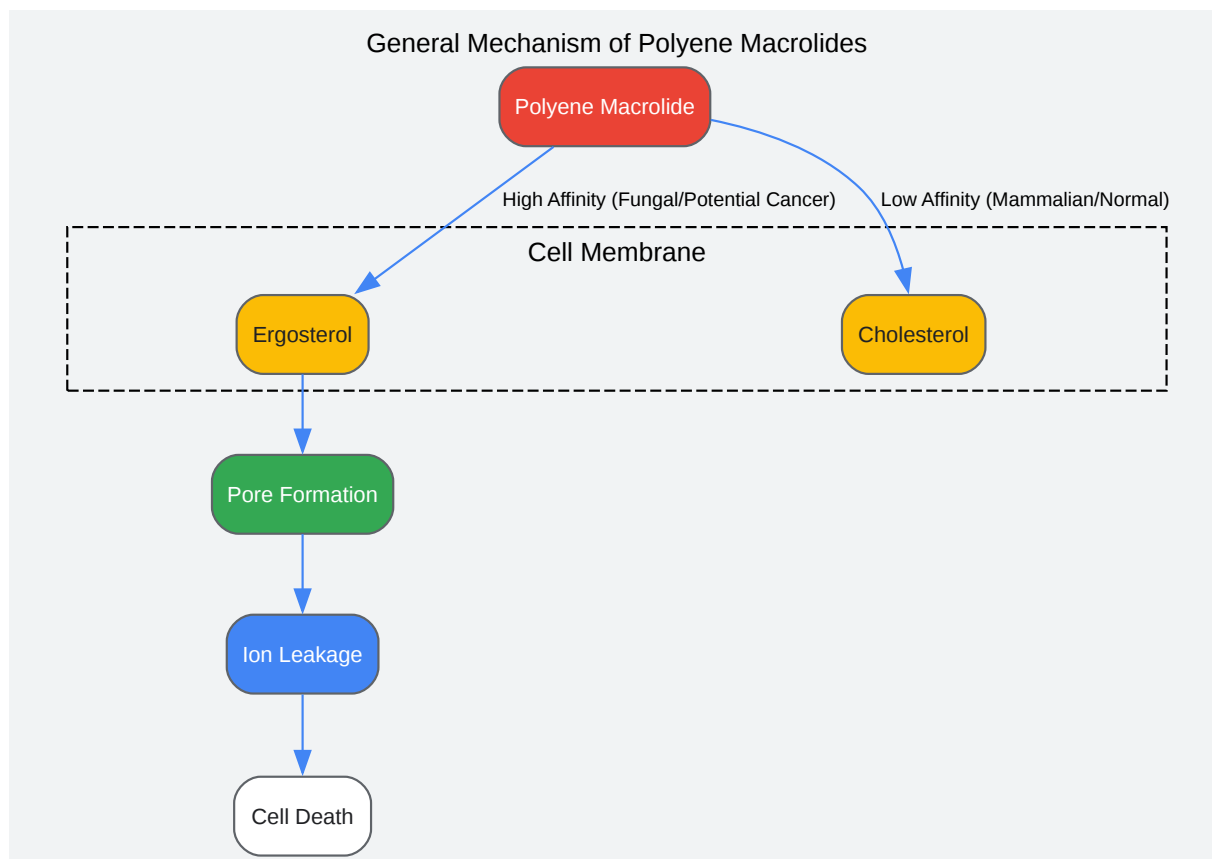 General Mechanism of Polyene Macrolides
Polyene Macrolide
High Affinity (Fungal/Potential Cancer)
Low Affinity (Mammalian/Normal)
Cell Membrane
Ergosterol
Cholesterol
Pore Formation
Ion Leakage
Cell Death